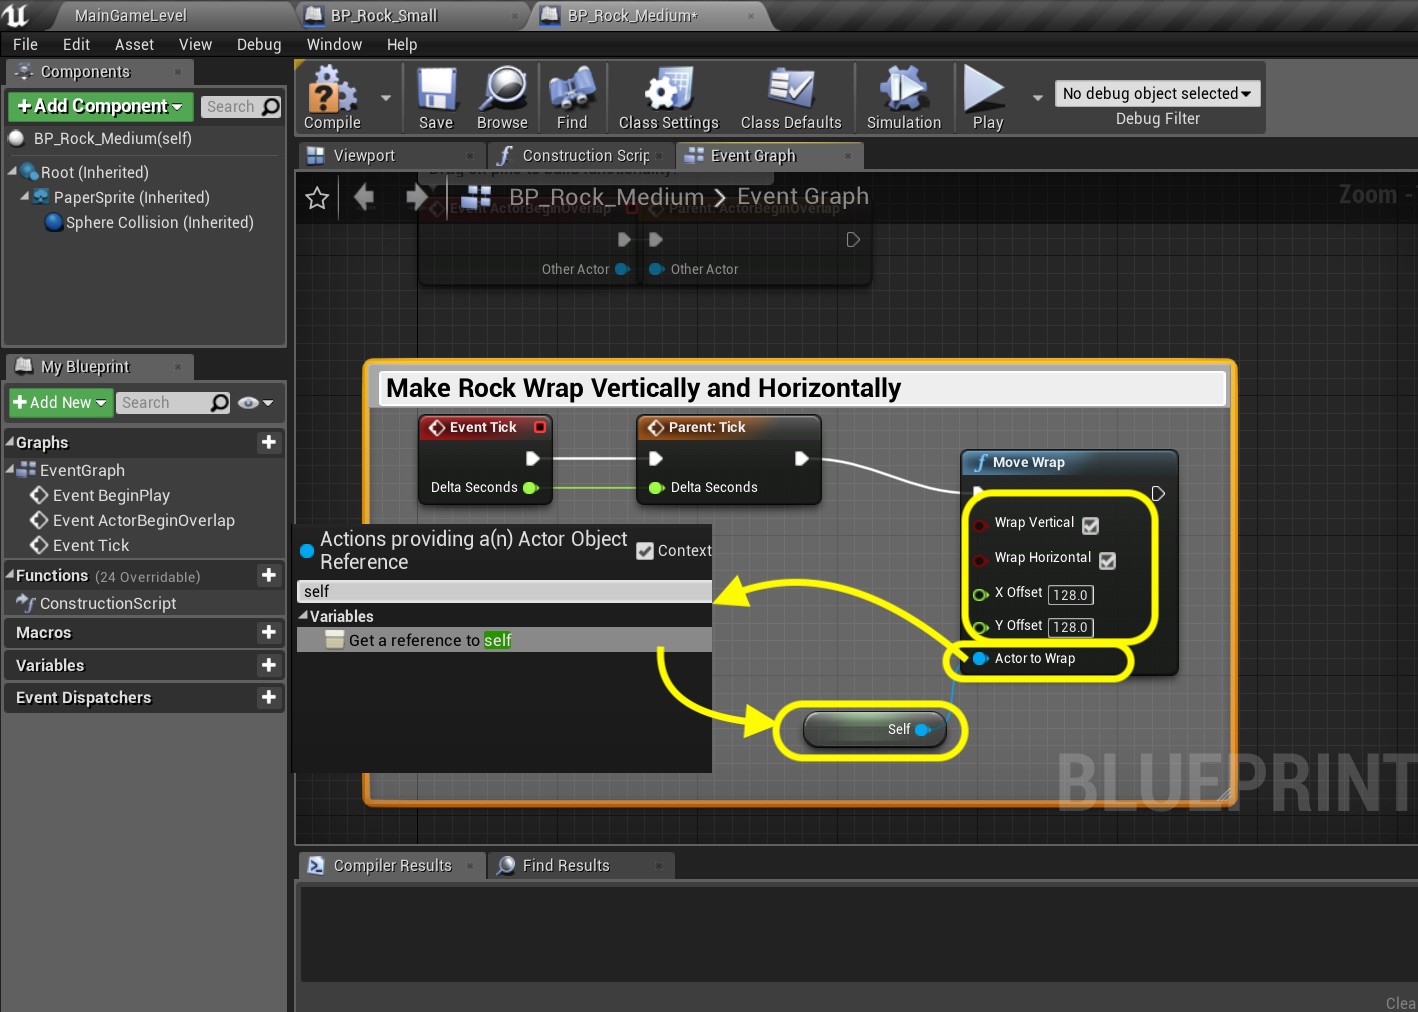 MainGameLevel
BP_Rock_Small
BP_Rock_Medium*
File Edit Asset View Debug Window Help
Components
+Add Component
Search
BP_Rock_Medium(self)
Root (Inherited)
PaperSprite (Inherited)
Sphere Collision (Inherited)
Compile
Save
Browse
Find
Class Settings
Class Defaults
Simulation
Play
No debug object selected
Debug Filter
Viewport
Construction Scrip
Event Graph
Drag off pins to build functionality.
BP_Rock_Medium > Event Graph
Zoom -
Event ActorBeginOverlap
Parent: ActorBeginOverlap
Other Actor
Other Actor
My Blueprint
+Add New
Search
Graphs
EventGraph
Event BeginPlay
Event ActorBeginOverlap
Event Tick
Functions (24 Overridable)
ConstructionScript
Macros
Variables
Event Dispatchers
Make Rock Wrap Vertically and Horizontally
Event Tick
Delta Seconds
Parent: Tick
Delta Seconds
f Move Wrap
Wrap Vertical
Wrap Horizontal
X Offset 128.0
Y Offset 128.0
Actor to Wrap
Actions providing a(n) Actor Object
Reference
Context
self
Variables
Get a reference to self
Self
BLUEPRINT
Compiler Results
Find Results
Clea